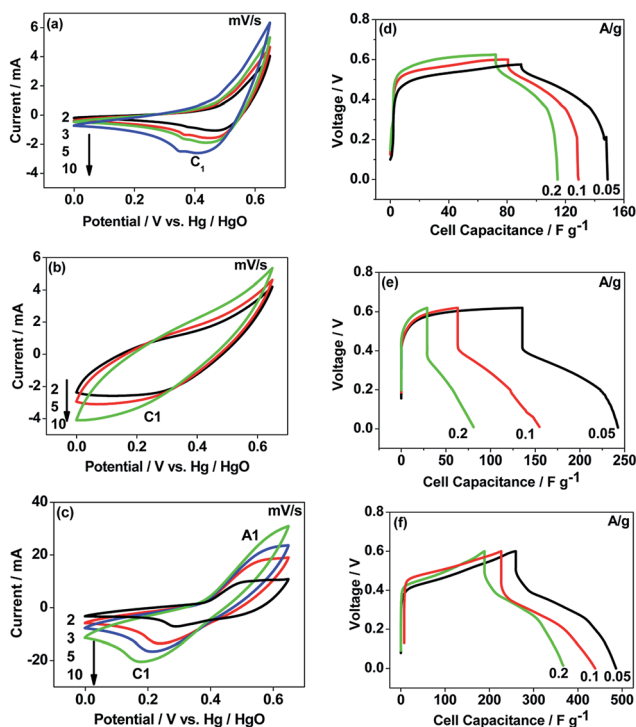 (a)
mV/s
6
4
2
0
-2
-4
Current / mA
2
3
5
10
C1
0.0 0.2 0.4 0.6
Potential / V vs. Hg / HgO
(d)
A/g
0.8
0.6
0.4
0.2
0.0
Voltage / V
0.2 0.1 0.05
0 40 80 120 160
Cell Capacitance / F g-1
(b)
mV/s
6
4
2
0
-2
-4
Current / mA
2
5
10
C1
0.0 0.2 0.4 0.6
Potential / V vs. Hg / HgO
(e)
A/g
0.8
0.6
0.4
0.2
0.0
Voltage / V
0.2 0.1 0.05
0 50 100 150 200 250
Cell Capacitance / F g-1
(c)
mV/s
40
20
0
-20
Current / mA
A1
2
3
5
10
C1
0.0 0.2 0.4 0.6
Potential / V vs. Hg / HgO
(f)
A/g
0.8
0.6
0.4
0.2
0.0
Voltage / V
0.2 0.1 0.05
0 100 200 300 400 500
Cell Capacitance / F g-1